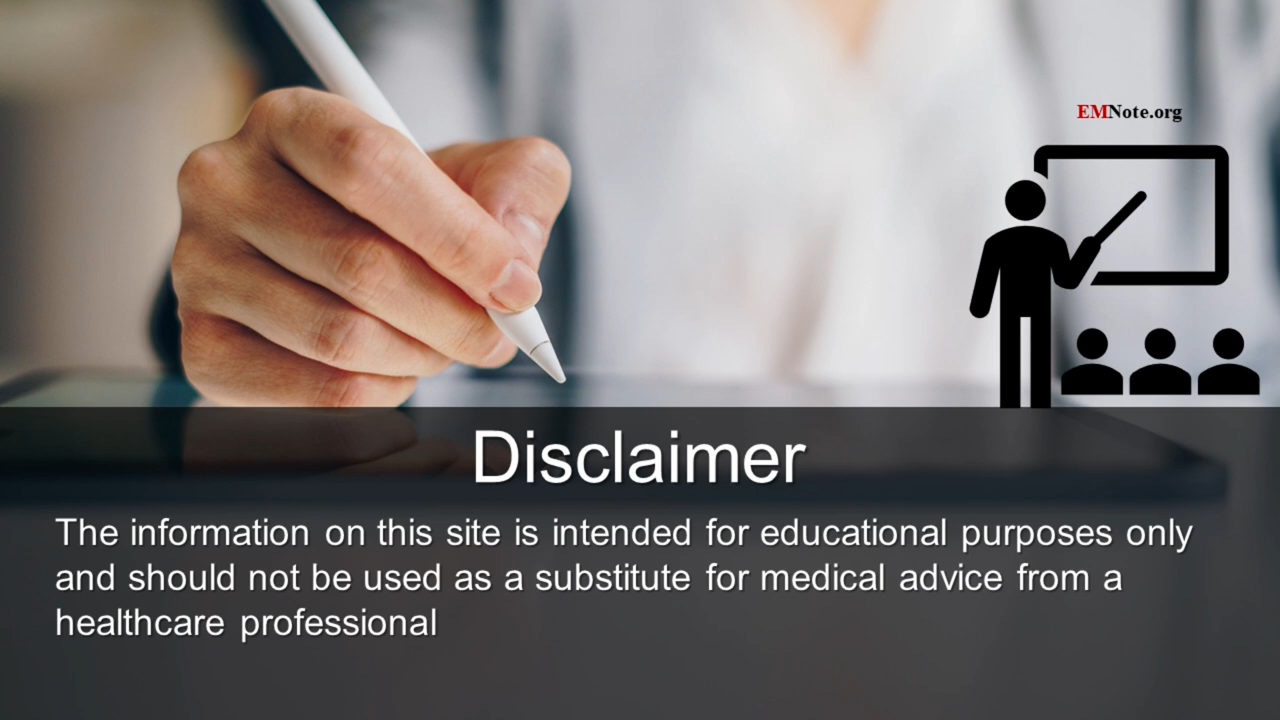 EMNote.org
Disclaimer
The information on this site is intended for educational purposes only
and should not be used as a substitute for medical advice from a
healthcare professional